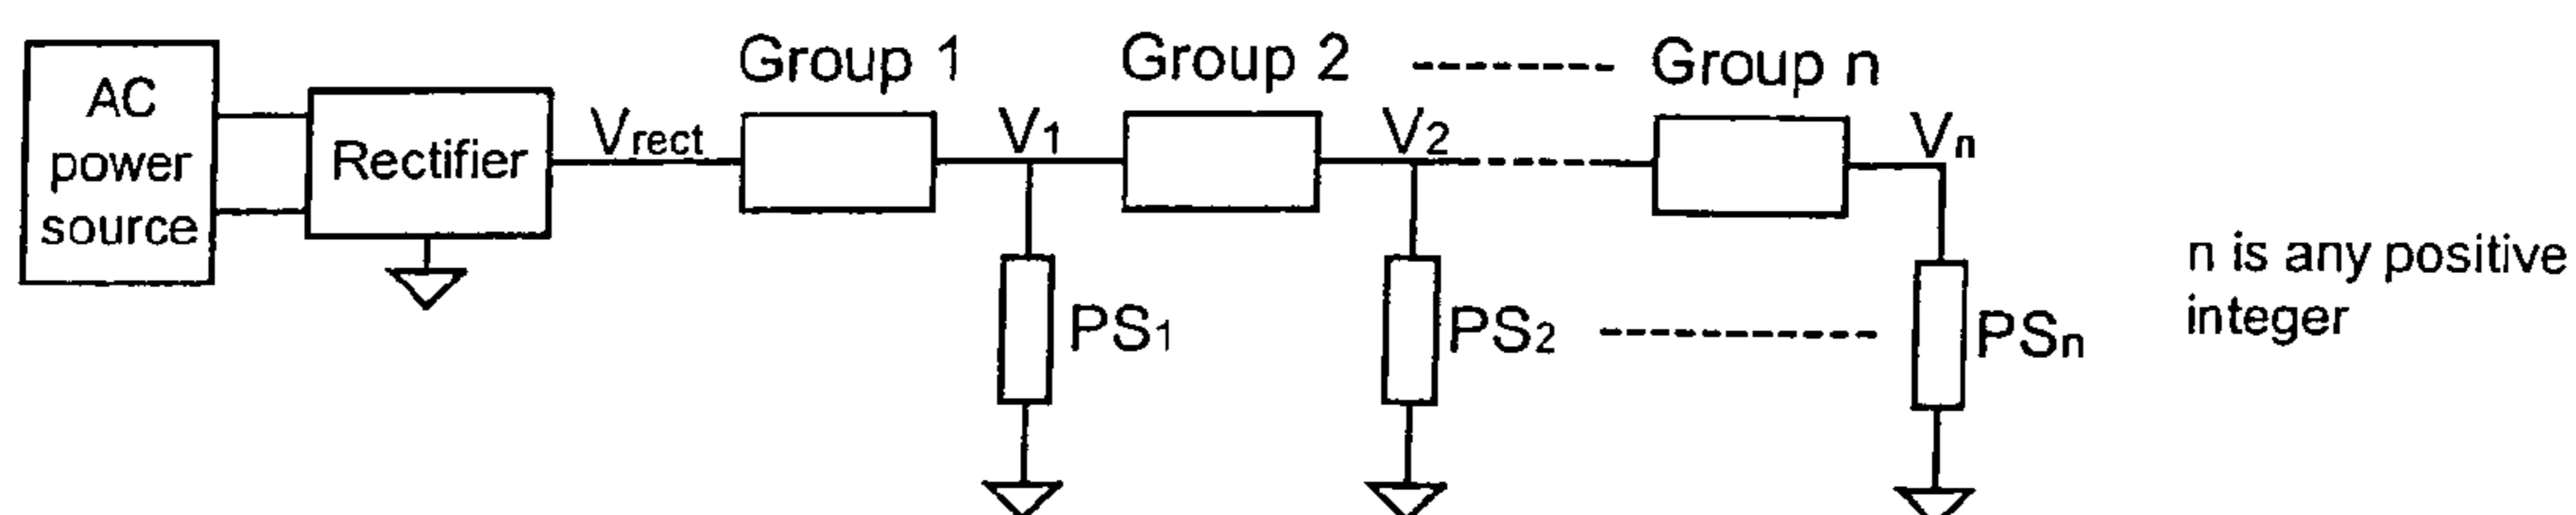 AC
power
source
Rectifier
Vrect
Group 1
V1
Group 2
V2
Group n
Vn
PS1
PS2
PSn
n is any positive
integer